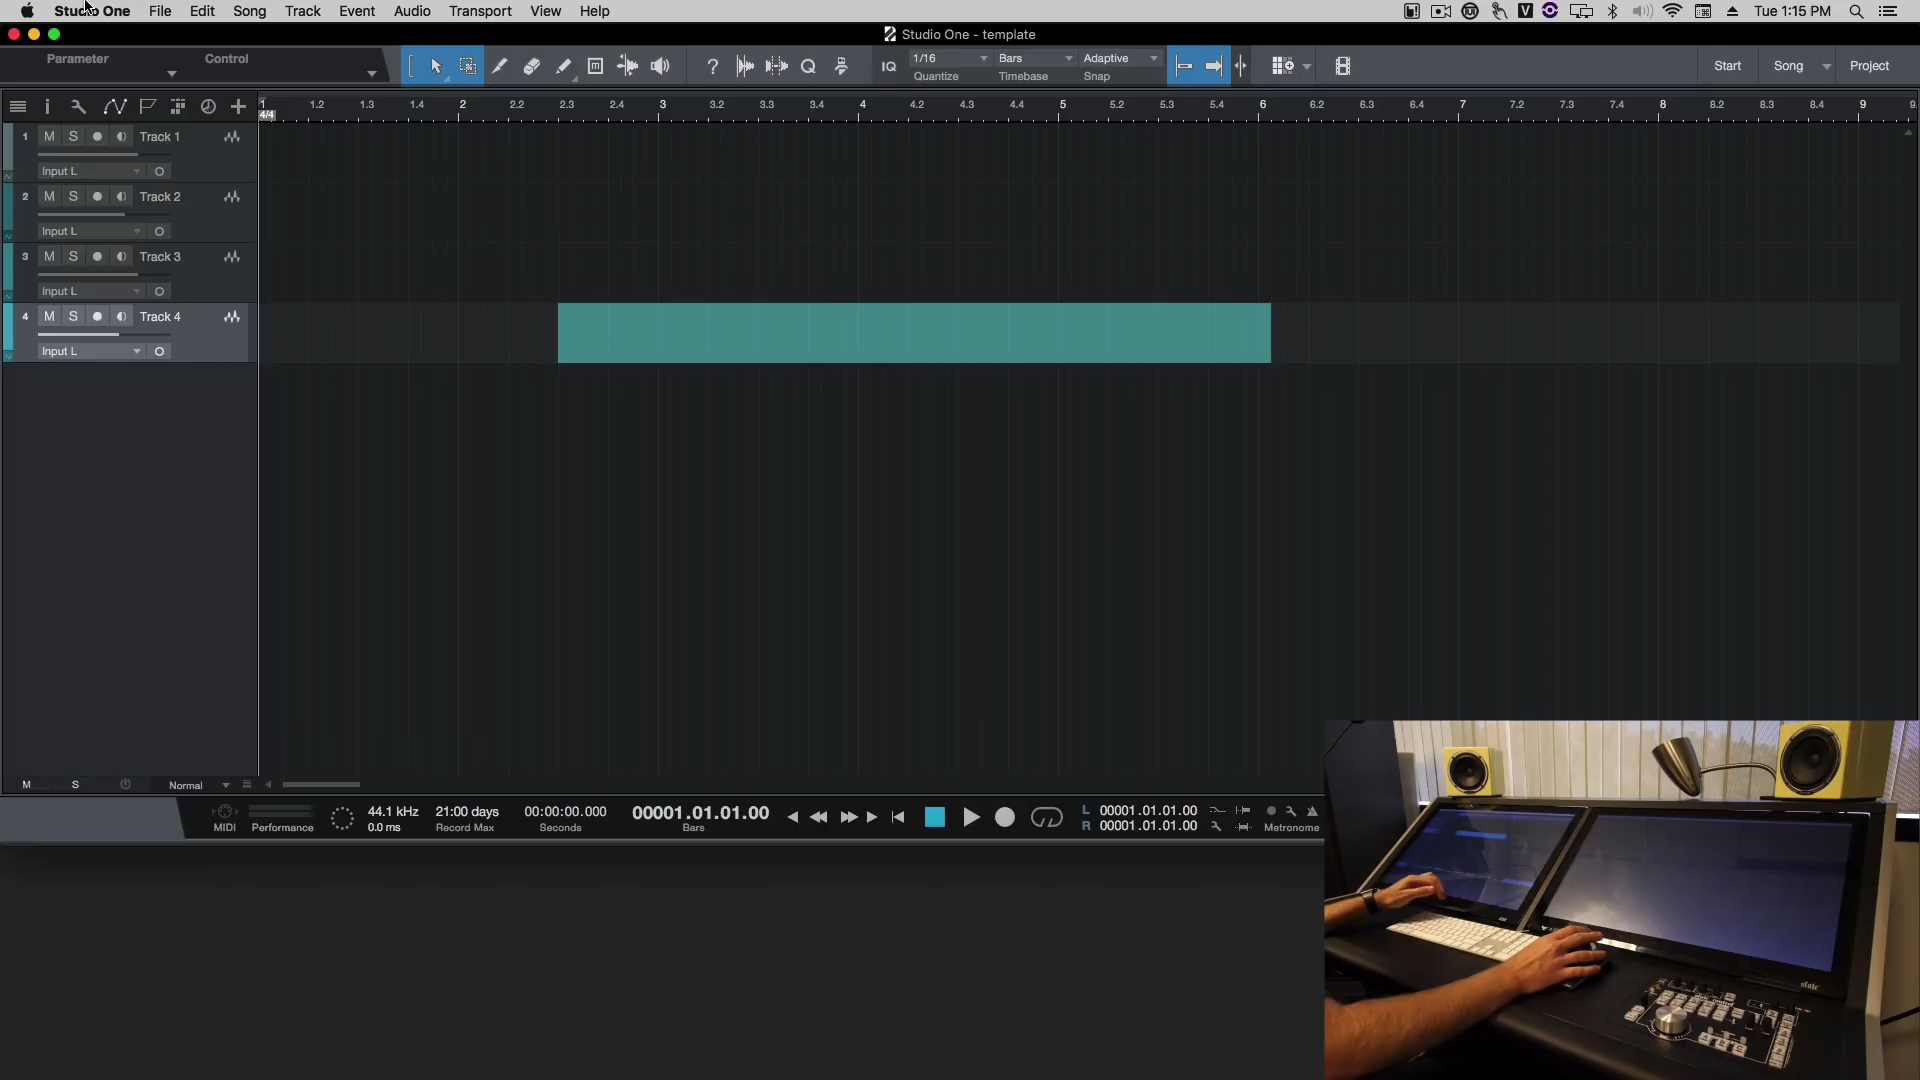 Studio One File Edit Song Track Event Audio Transport View Help Tue 1:15 PM
Studio One - template
Parameter Control
? Q IQ 1/16 Quantize Bars Timebase Adaptive Snap Start Song Project
1 1.2 1.3 1.4 2 2.2 2.3 2.4 3 3.2 3.3 3.4 4 4.2 4.3 4.4 5 5.2 5.3 5.4 6 6.2 6.3 6.4 7 7.2 7.3 7.4 8 8.2 8.3 8.4 9 9.
4/4
1 M S Track 1
Input L
2 M S Track 2
Input L
3 M S Track 3
Input L
4 M S Track 4
Input L
M S Normal
MIDI Performance
44.1 kHz
0.0 ms
21:00 days
Record Max
00:00:00.000
Seconds
00001.01.01.00
Bars
L 00001.01.01.00
R 00001.01.01.00
Metronome